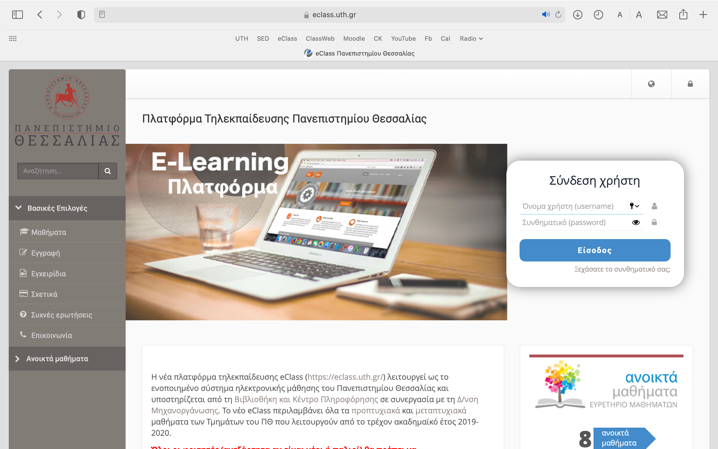 eclass.uth.gr
A A
UTH SED eClass ClassWeb Moodle CK YouTube Fb Cal Radio
eClass Πανεπιστημίου Θεσσαλίας
ΠΑΝΕΠΙΣΤΗΜΙΟ
ΘΕΣΣΑΛΙΑΣ
Αναζήτηση...
Βασικές Επιλογές
Μαθήματα
Εγγραφή
Εγχειρίδια
Σχετικά
Συχνές ερωτήσεις
Επικοινωνία
Ανοικτά μαθήματα
Πλατφόρμα Τηλεκπαίδευσης Πανεπιστημίου Θεσσαλίας
E-Learning
Πλατφόρμα
Σύνδεση χρήστη
Όνομα χρήστη (username)
Συνθηματικό (password)
Είσοδος
Ξεχάσατε το συνθηματικό σας;
Η νέα πλατφόρμα τηλεκπαίδευσης eClass (https://eclass.uth.gr/) λειτουργεί ως το
ενοποιημένο σύστημα ηλεκτρονικής μάθησης του Πανεπιστημίου Θεσσαλίας και
υποστηρίζεται από τη Βιβλιοθήκη και Κέντρο Πληροφόρησης σε συνεργασία με τη Δ/νση
Μηχανοργάνωσης. Το νέο eClass περιλαμβάνει όλα τα προπτυχιακά και μεταπτυχιακά
μαθήματα των Τμημάτων του ΠΘ που λειτουργούν από το τρέχον ακαδημαϊκό έτος 2019-
2020.
ανοικτά
μαθήματα
ΕΥΡΕΤΗΡΙΟ ΜΑΘΗΜΑΤΩΝ
8 ανοικτά
μαθήματα